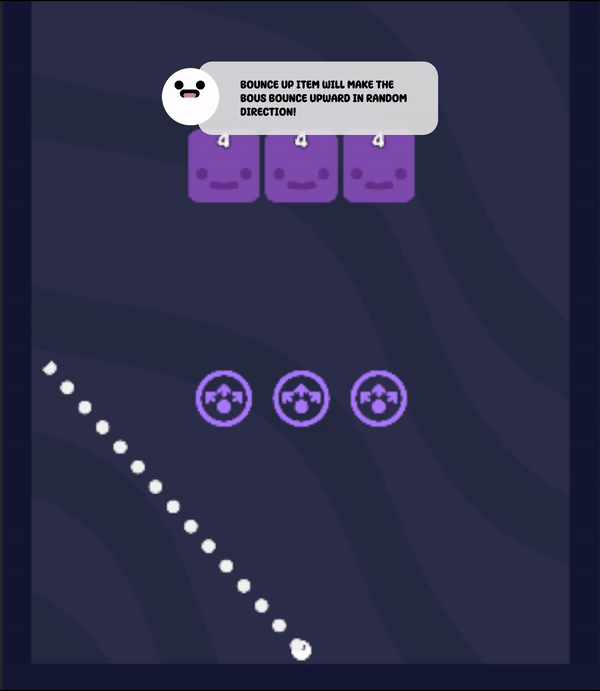 BOUNCE UP ITEM WILL MAKE THE
BOUS BOUNCE UPWARD IN RANDOM
DIRECTION!
4 4 4